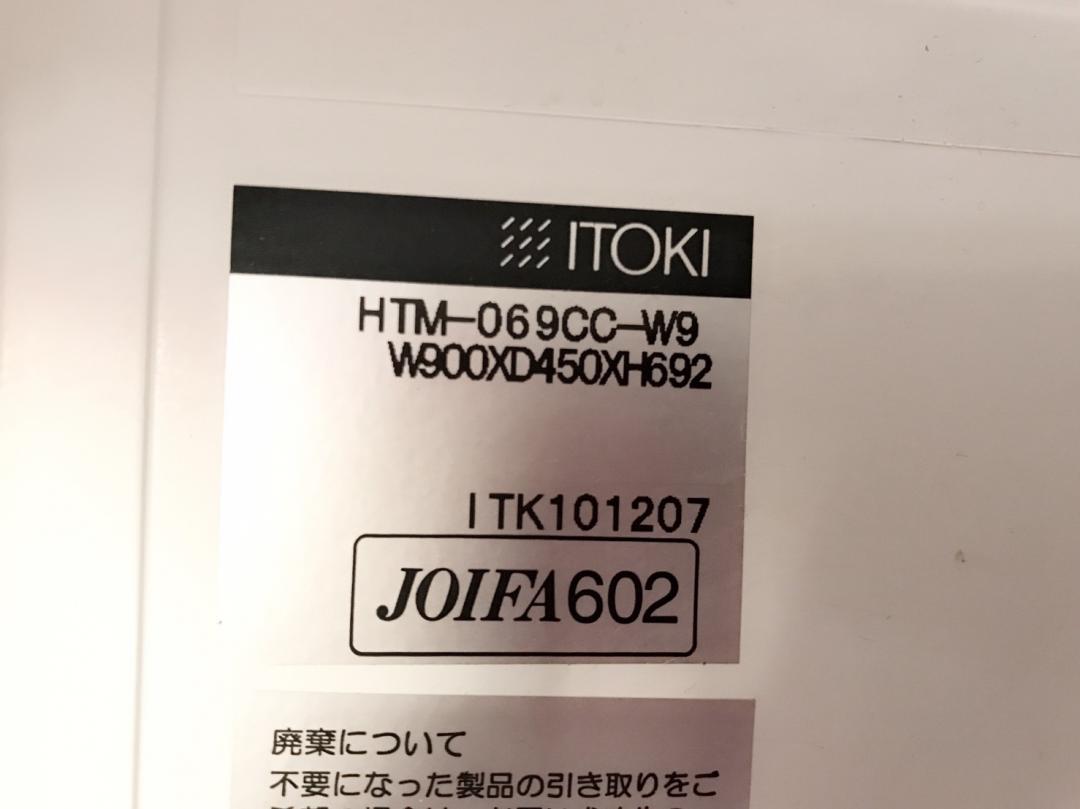 ITOKI
HTM-069CC-W9
W900XD450XH692
ITK101207
JOIFA602
廃棄について
不要になった製品の引き取りをご